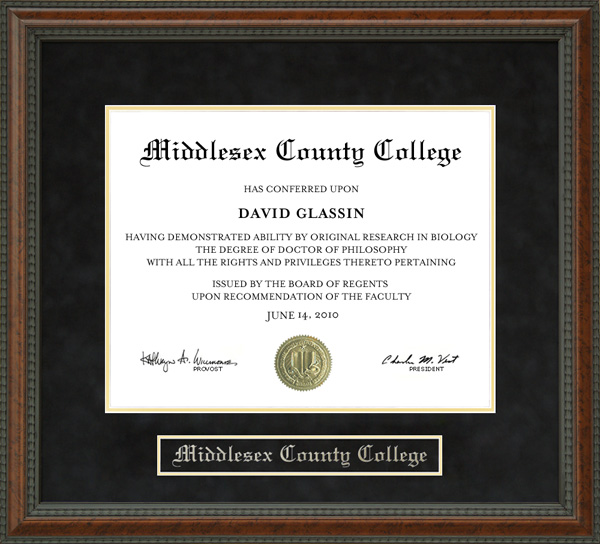 Middlesex County College
HAS CONFERRED UPON
DAVID GLASSIN
HAVING DEMONSTRATED ABILITY BY ORIGINAL RESEARCH IN BIOLOGY
THE DEGREE OF DOCTOR OF PHILOSOPHY
WITH ALL THE RIGHTS AND PRIVILEGES THERETO PERTAINING
ISSUED BY THE BOARD OF REGENTS
UPON RECOMMENDATION OF THE FACULTY
JUNE 14, 2010
PROVOST
Charles M. Vest
PRESIDENT
Middlesex County College